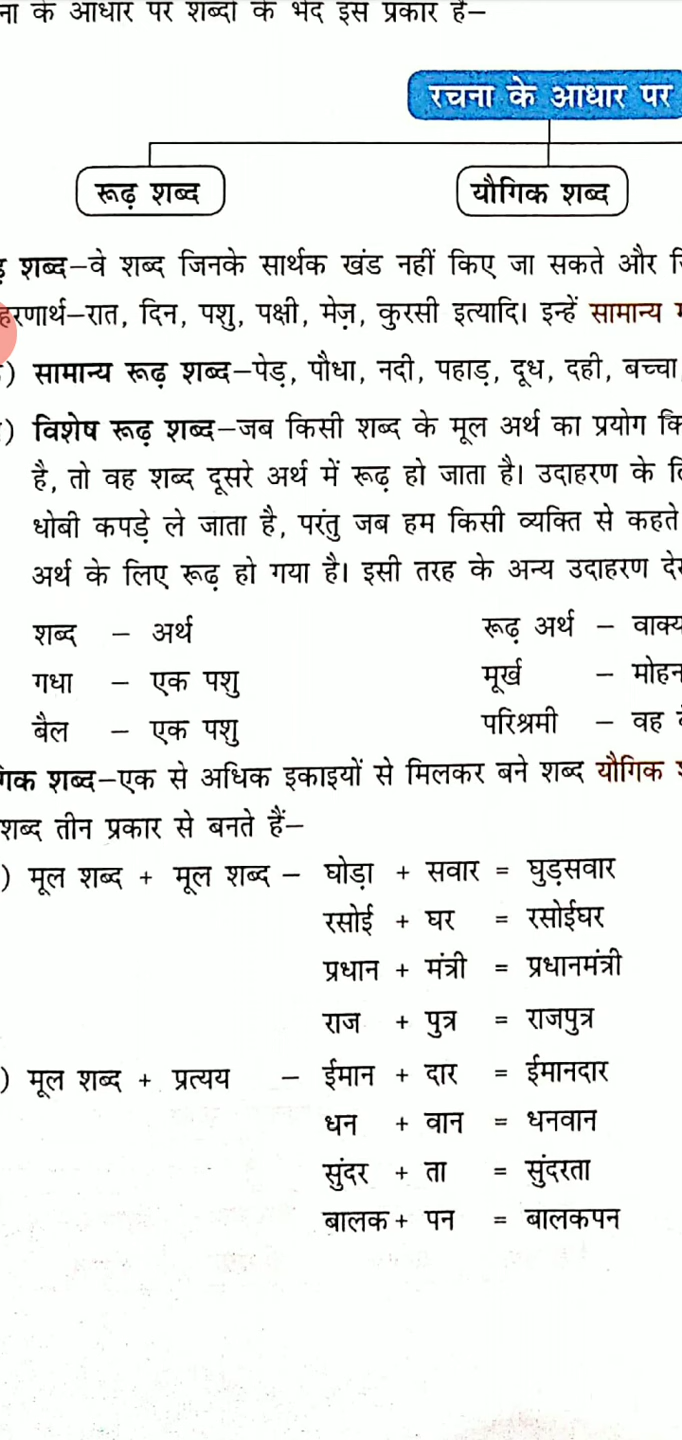 ना के आधार पर शब्दों के भेद इस प्रकार हैं–
रचना के आधार पर
रूढ़ शब्द यौगिक शब्द
ढ़ शब्द–वे शब्द जिनके सार्थक खंड नहीं किए जा सकते और
हरणार्थ–रात, दिन, पशु, पक्षी, मेज़, कुरसी इत्यादि। इन्हें सामान्य
) सामान्य रूढ़ शब्द–पेड़, पौधा, नदी, पहाड़, दूध, दही, बच्चा
) विशेष रूढ़ शब्द–जब किसी शब्द के मूल अर्थ का प्रयोग
है, तो वह शब्द दूसरे अर्थ में रूढ़ हो जाता है। उदाहरण के
धोबी कपड़े ले जाता है, परंतु जब हम किसी व्यक्ति से कहते
अर्थ के लिए रूढ़ हो गया है। इसी तरह के अन्य उदाहरण
शब्द – अर्थ रूढ़ अर्थ – वाक्य
गधा – एक पशु मूर्ख – मोहन
बैल – एक पशु परिश्रमी – वह
गिक शब्द–एक से अधिक इकाइयों से मिलकर बने शब्द यौगिक
शब्द तीन प्रकार से बनते हैं–
) मूल शब्द + मूल शब्द – घोड़ा + सवार = घुड़सवार
रसोई + घर = रसोईघर
प्रधान + मंत्री = प्रधानमंत्री
राज + पुत्र = राजपुत्र
) मूल शब्द + प्रत्यय – ईमान + दार = ईमानदार
धन + वान = धनवान
सुंदर + ता = सुंदरता
बालक + पन = बालकपन